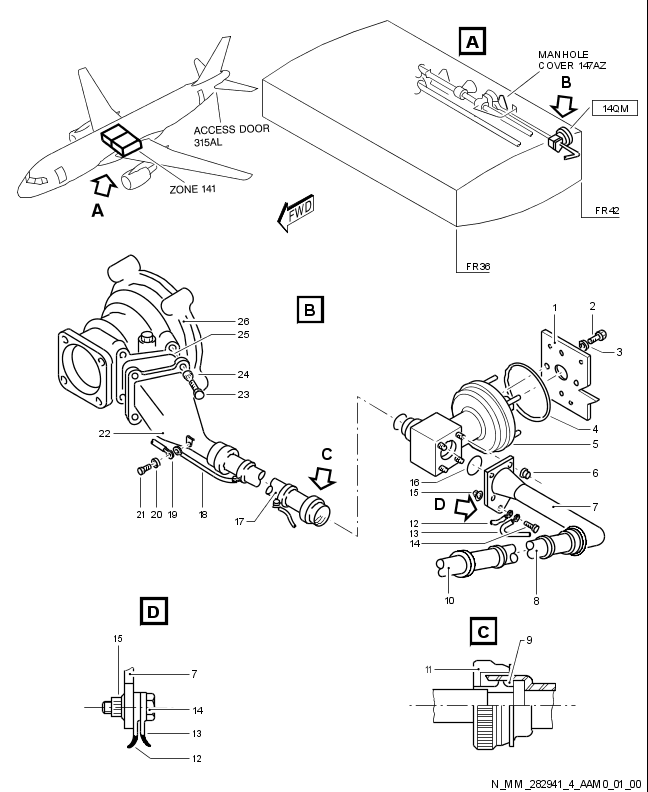 A
MANHOLE
COVER 147AZ
B
14QM
ACCESS DOOR
315AL
ZONE 141
A
FWD
FR42
FR36
B
26
25
24
23
22
21
20
19
18
17
C
1
2
3
4
5
6
7
16
15
D
12
13
14
10
8
D
15
7
14
13
12
C
9
11
N_MM_282941_4_AAM0_01_00